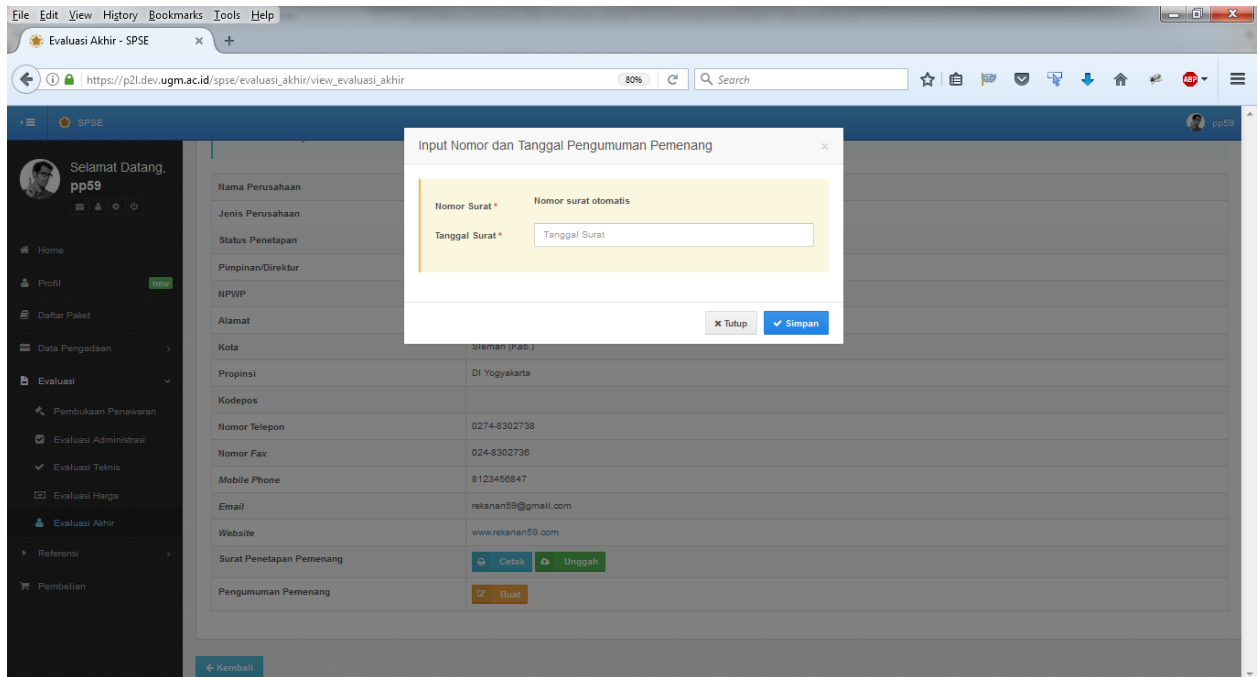 File Edit View History Bookmarks Tools Help
Evaluasi Akhir - SPSE
https://p2l.dev.ugm.ac.id/spse/evaluasi_akhir/view_evaluasi_akhir 80% Search
ABP
SPSE pp59
Selamat Datang,
pp59
Home
Profil new
Daftar Paket
Data Pengadaan
Evaluasi
Pembukaan Penawaran
Evaluasi Administrasi
Evaluasi Teknis
Evaluasi Harga
Evaluasi Akhir
Referensi
Pembelian
Input Nomor dan Tanggal Pengumuman Pemenang
Nomor Surat * Nomor surat otomatis
Tanggal Surat * Tanggal Surat
Tutup Simpan
Nama Perusahaan
Jenis Perusahaan
Status Penetapan
Pimpinan/Direktur
NPWP
Alamat
Kota Sleman (Kab.)
Propinsi DI Yogyakarta
Kodepos
Nomor Telepon 0274-8302738
Nomor Fax 024-8302736
Mobile Phone 8123456847
Email rekanan59@gmail.com
Website www.rekanan59.com
Surat Penetapan Pemenang Cetak Unggah
Pengumuman Pemenang Buat
Kembali